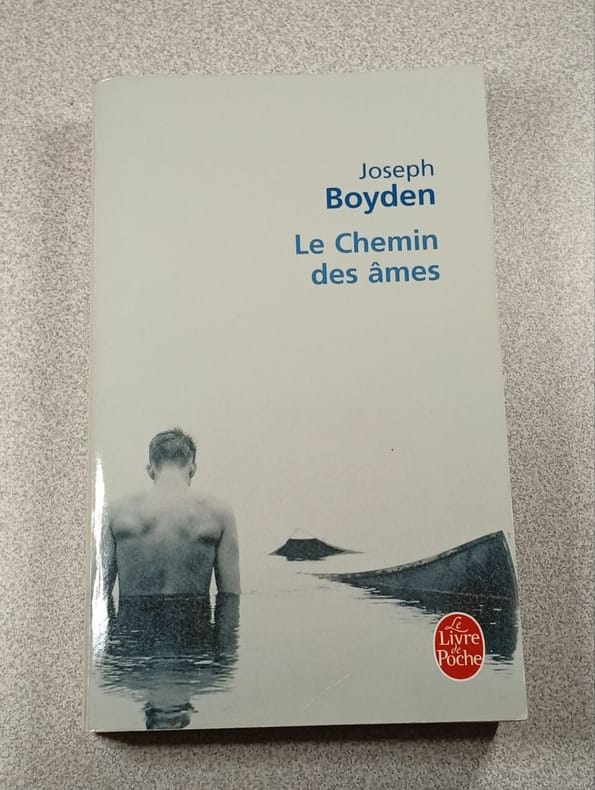 Joseph
Boyden
Le Chemin
des âmes
Le
Livre
de
Poche